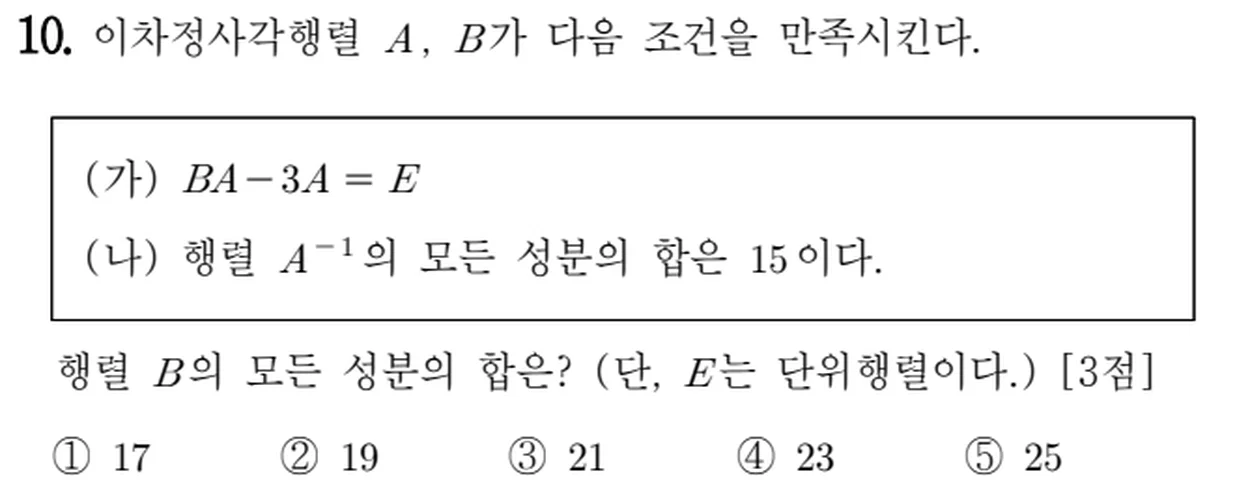 10. 이차정사각행렬 A, B가 다음 조건을 만족시킨다.
(가) BA-3A = E
(나) 행렬 A⁻¹의 모든 성분의 합은 15이다.
행렬 B의 모든 성분의 합은? (단, E는 단위행렬이다.) [3점]
① 17 ② 19 ③ 21 ④ 23 ⑤ 25